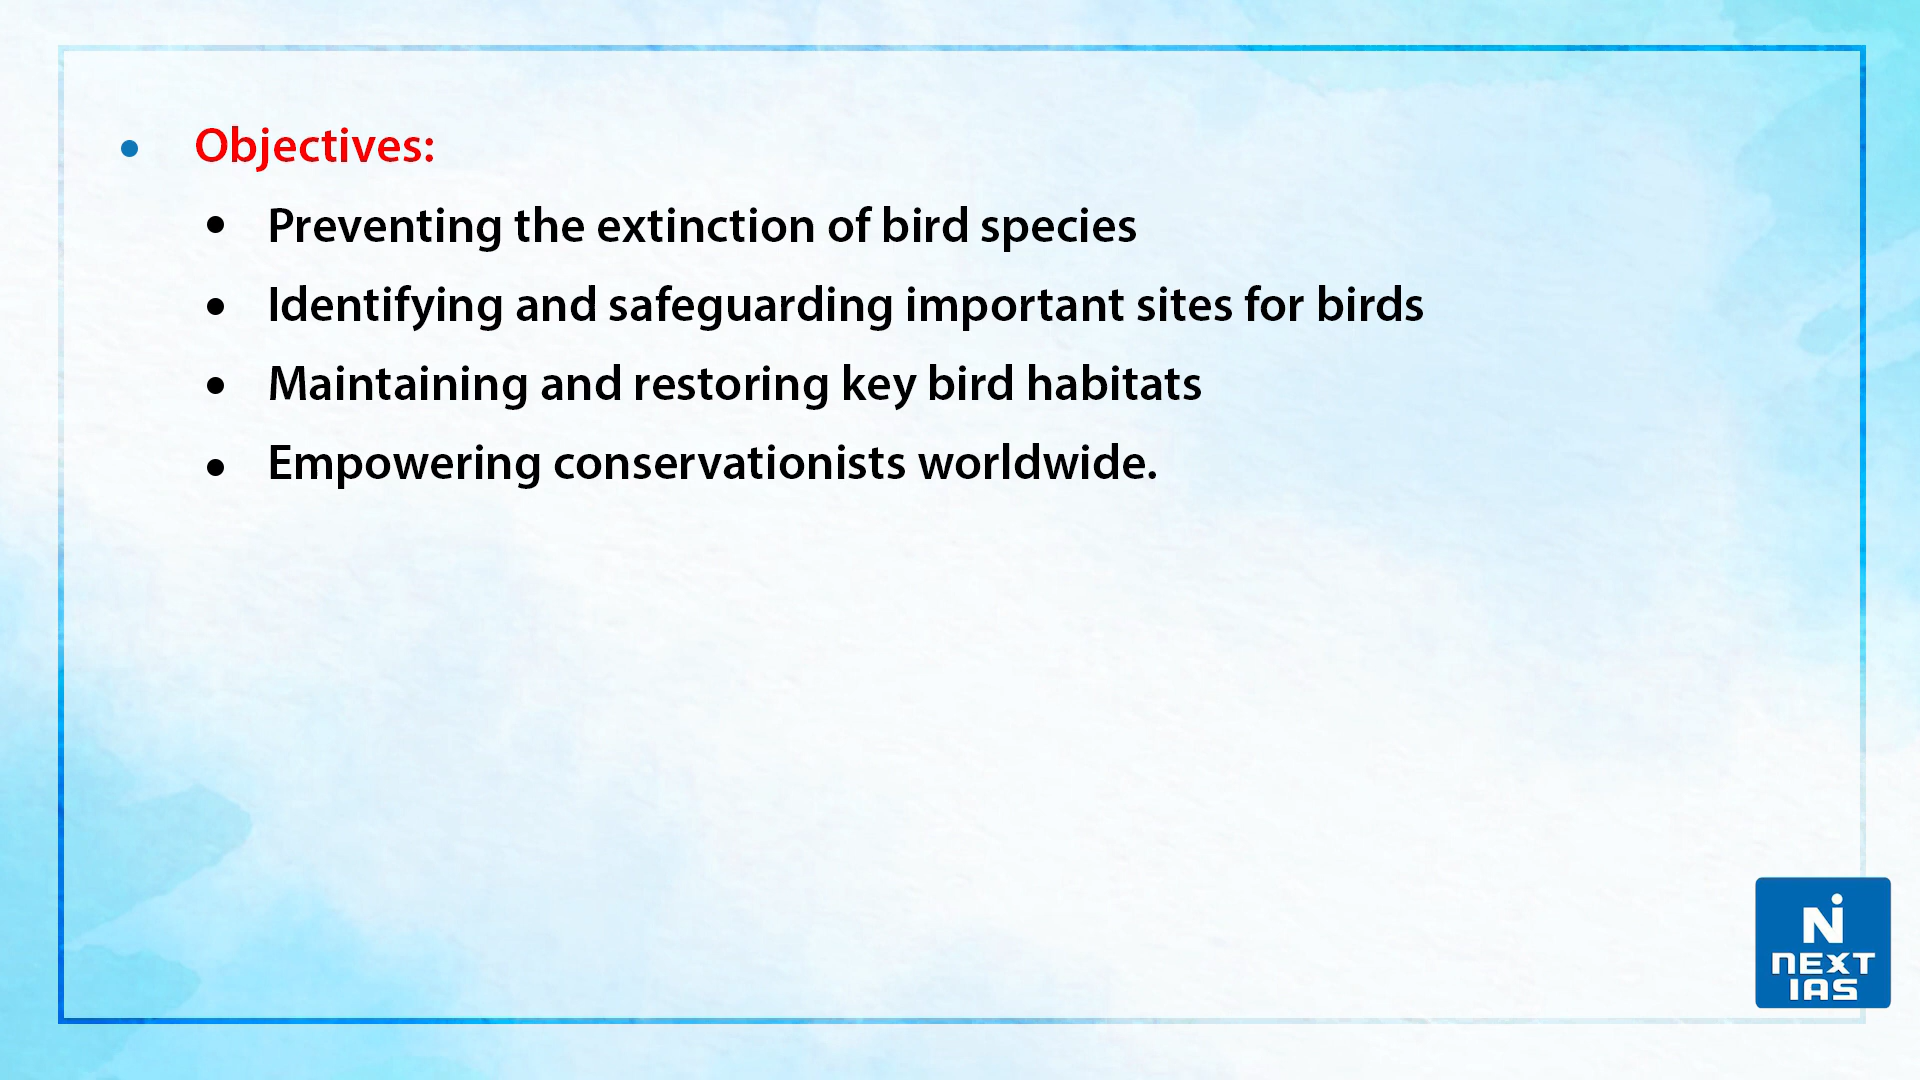 • Objectives:
• Preventing the extinction of bird species
• Identifying and safeguarding important sites for birds
• Maintaining and restoring key bird habitats
• Empowering conservationists worldwide.
N
NEXT
IAS